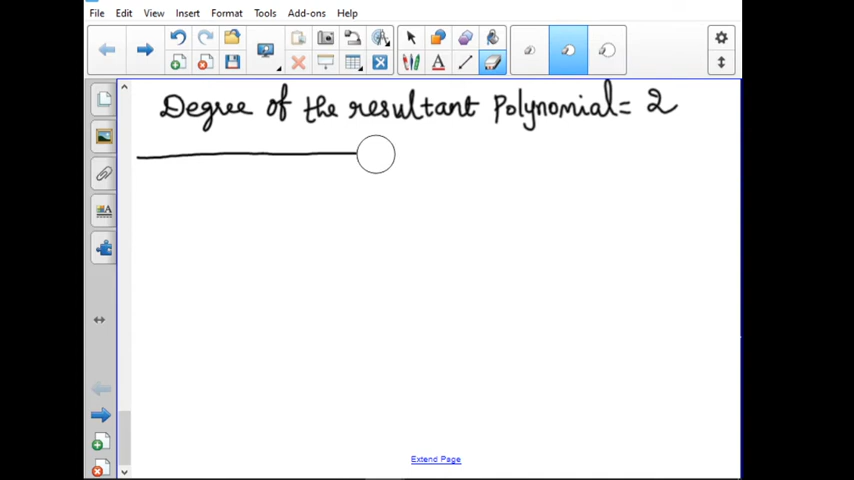 File Edit View Insert Format Tools Add-ons Help
Degree of the resultant Polynomial= 2
Extend Page